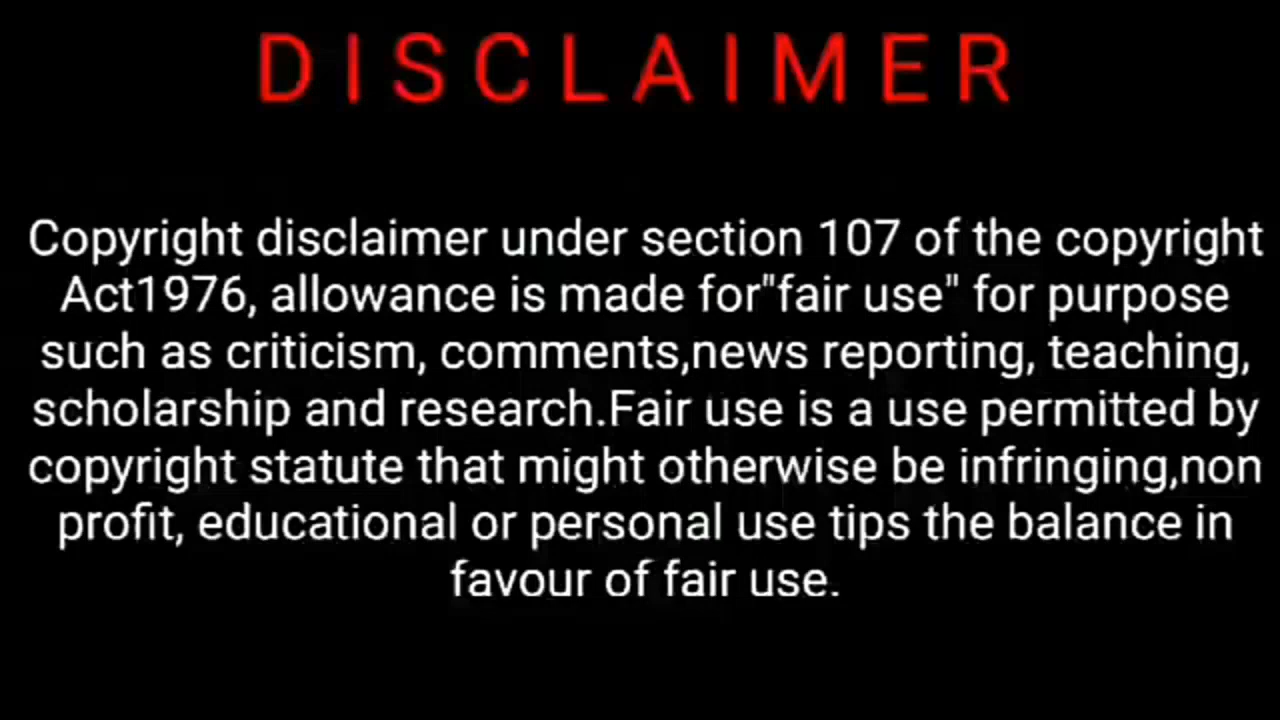 DISCLAIMER
Copyright disclaimer under section 107 of the copyright
Act1976, allowance is made for"fair use" for purpose
such as criticism, comments,news reporting, teaching,
scholarship and research.Fair use is a use permitted by
copyright statute that might otherwise be infringing,non
profit, educational or personal use tips the balance in
favour of fair use.